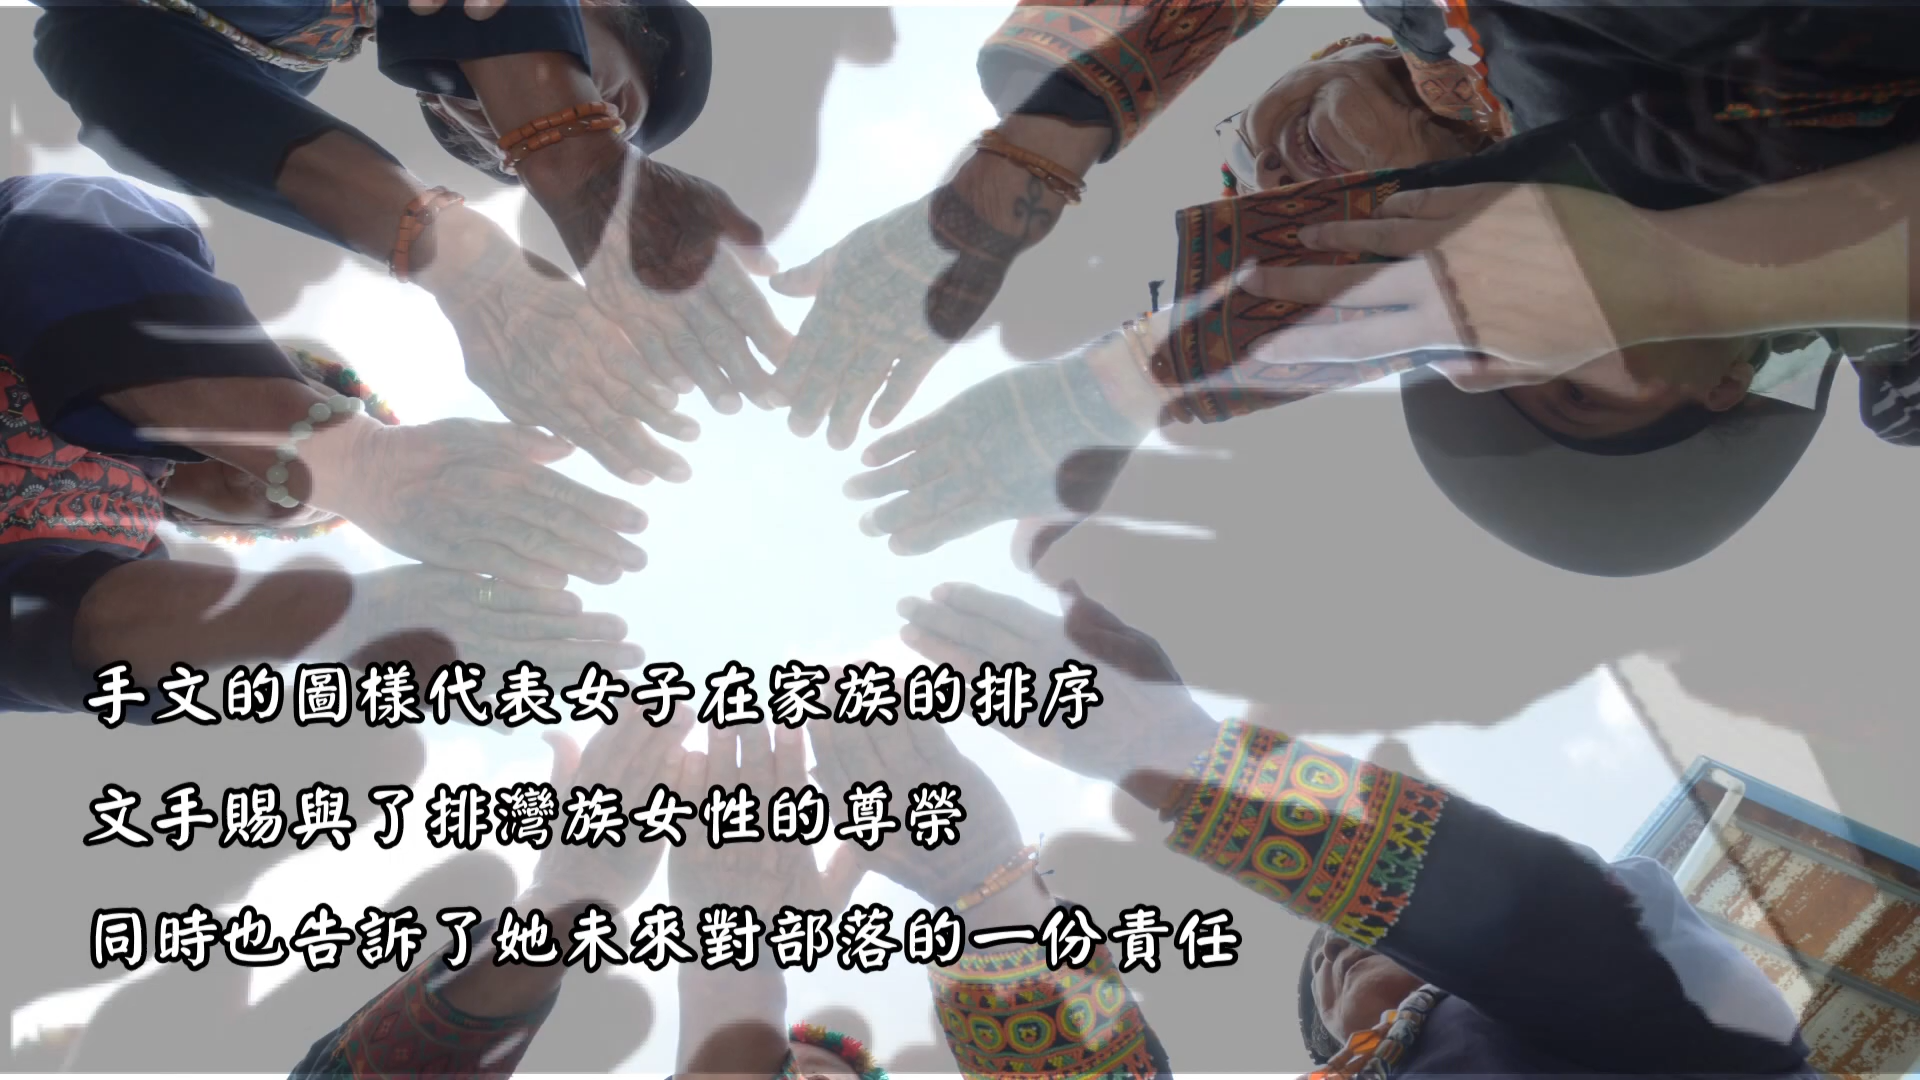 手文的圖樣代表女子在家族的排序
文手賜與了排灣族女性的尊榮
同時也告訴了她未來對部落的一份責任